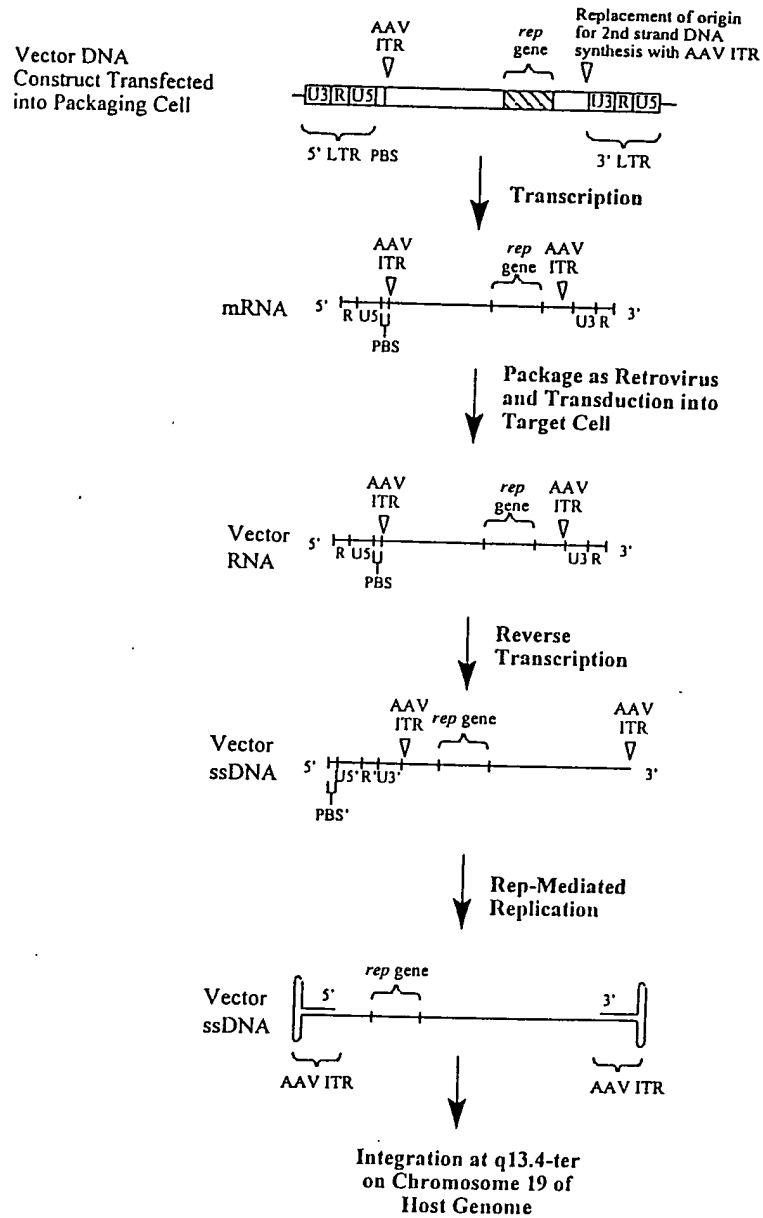 Vector DNA
Construct Transfected
into Packaging Cell
AAV
ITR
rep
gene
Replacement of origin
for 2nd strand DNA
synthesis with AAV ITR
U3 R U5
U3 R U5
5' LTR PBS
3' LTR
Transcription
mRNA
AAV
ITR
rep
gene
AAV
ITR
5'
3'
R U5
U3 R
PBS
Package as Retrovirus
and Transduction into
Target Cell
Vector
RNA
AAV
ITR
rep
gene
AAV
ITR
5'
3'
R U5
U3 R
PBS
Reverse
Transcription
Vector
ssDNA
AAV
ITR
rep gene
AAV
ITR
5'
3'
U5' R' U3'
PBS'
Rep-Mediated
Replication
Vector
ssDNA
5'
rep gene
3'
AAV ITR
AAV ITR
Integration at q13.4-ter
on Chromosome 19 of
Host Genome